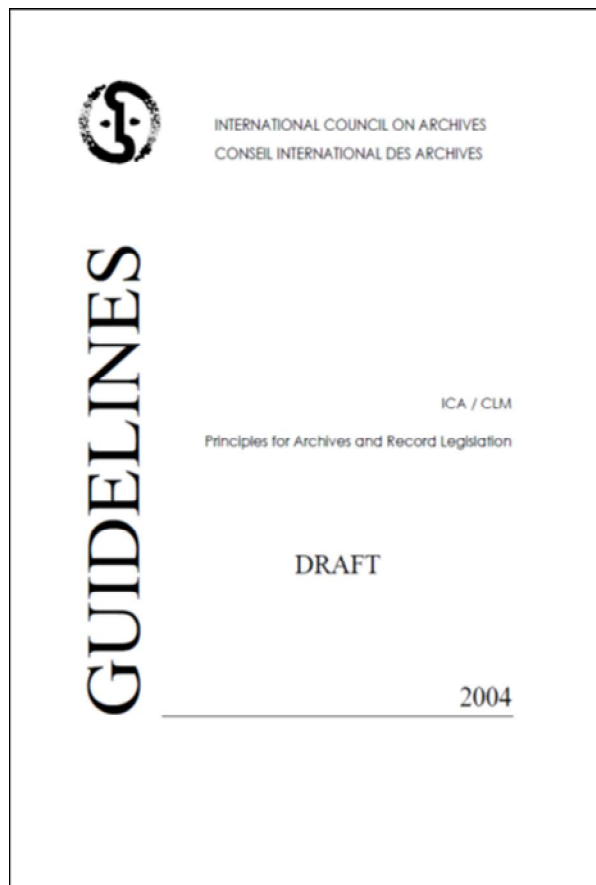 INTERNATIONAL COUNCIL ON ARCHIVES
CONSEIL INTERNATIONAL DES ARCHIVES
GUIDELINES
ICA / CLM
Principles for Archives and Record Legislation
DRAFT
2004